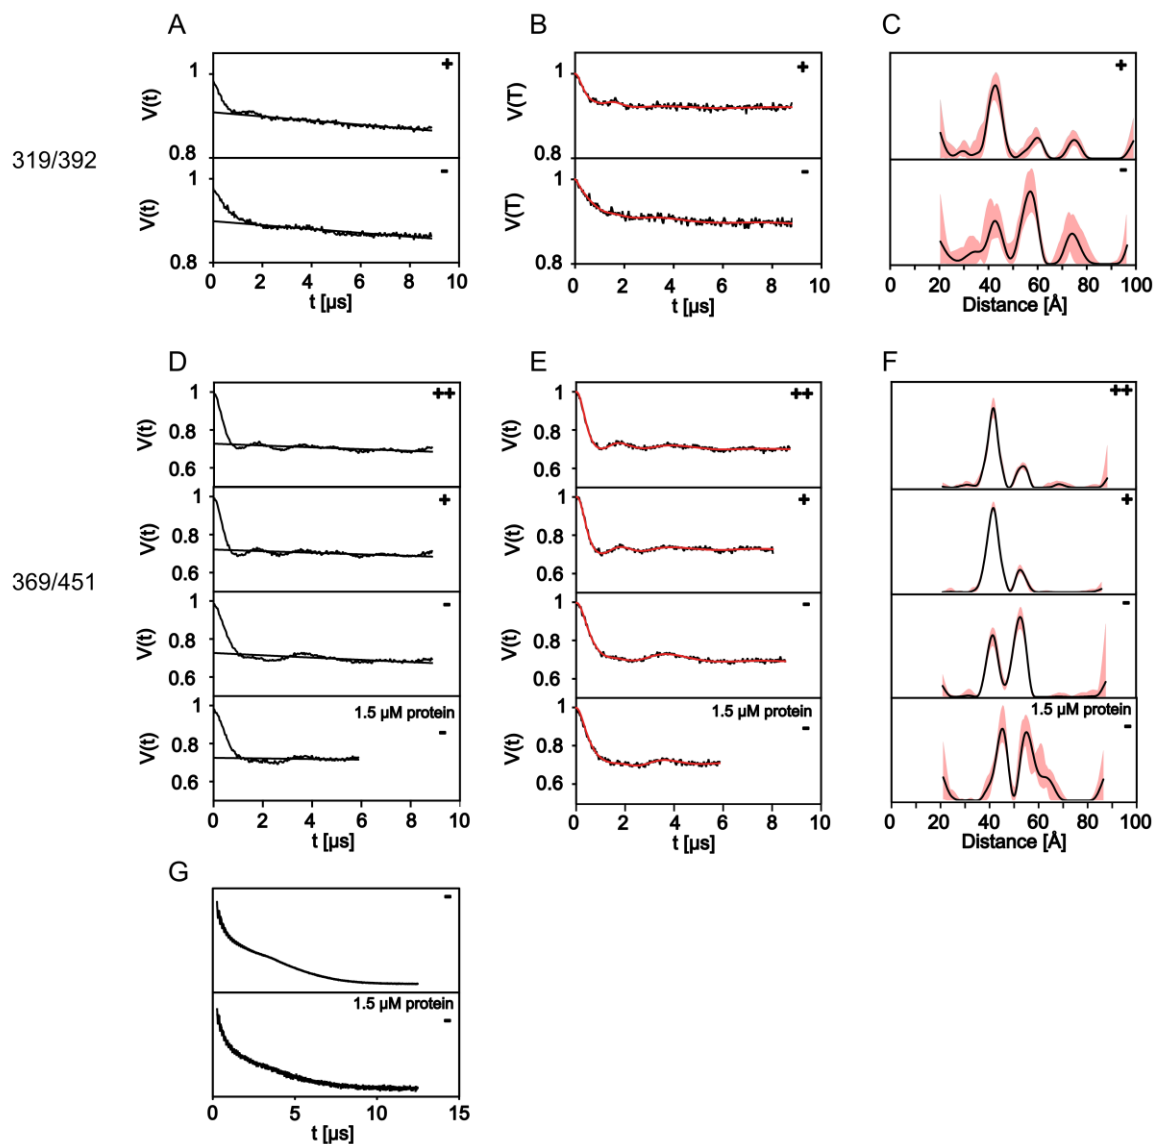 A
B
C
319/392
V(t)
1
0.8
+
V(t)
1
0.8
-
0 2 4 6 8 10
t [µs]
V(T)
1
0.8
+
V(T)
1
0.8
-
0 2 4 6 8 10
t [µs]
+
-
0 20 40 60 80 100
Distance [Å]
D
E
F
369/451
V(t)
1
0.8
0.6
++
V(t)
1
0.8
0.6
+
V(t)
1
0.8
0.6
-
V(t)
1
0.8
0.6
1.5 µM protein
-
0 2 4 6 8 10
t [µs]
V(t)
1
0.8
0.6
++
V(t)
1
0.8
0.6
+
V(t)
1
0.8
0.6
-
V(t)
1
0.8
0.6
1.5 µM protein
-
0 2 4 6 8 10
t [µs]
++
+
-
1.5 µM protein
-
0 20 40 60 80 100
Distance [Å]
G
-
1.5 µM protein
-
0 5 10 15
t [µs]